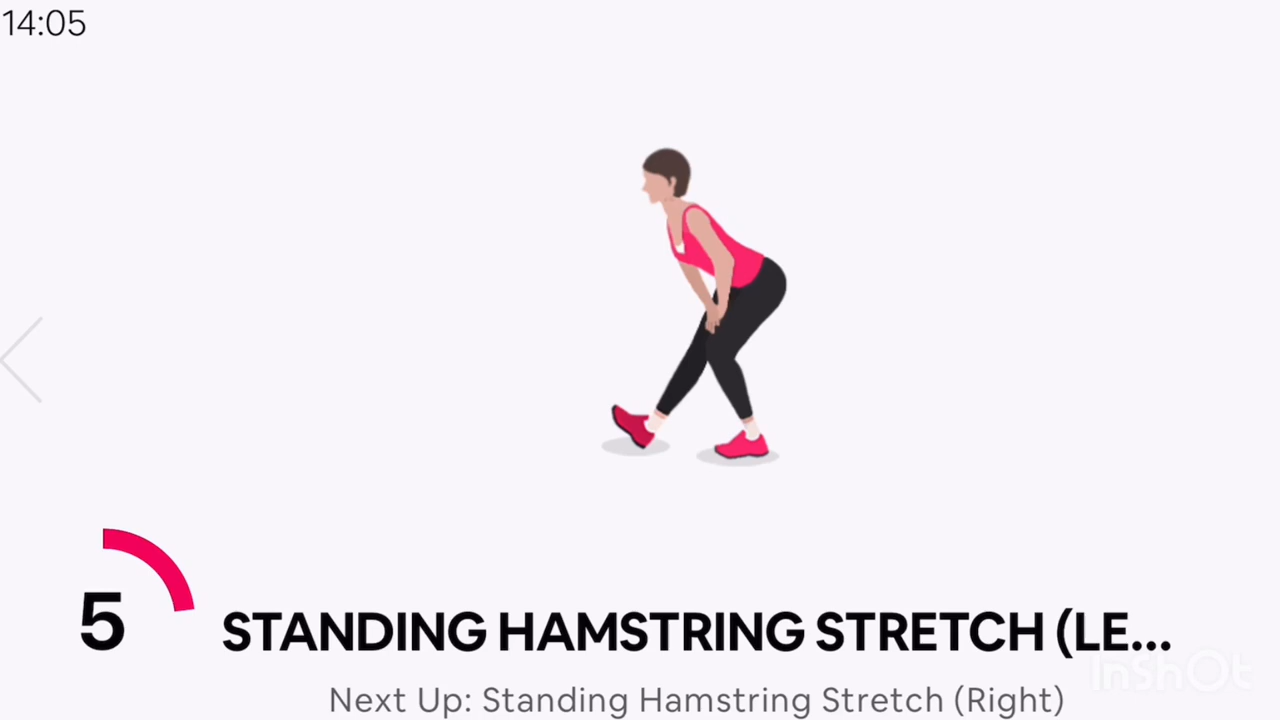 14:05
5
STANDING HAMSTRING STRETCH (LE...
InShOt
Next Up: Standing Hamstring Stretch (Right)